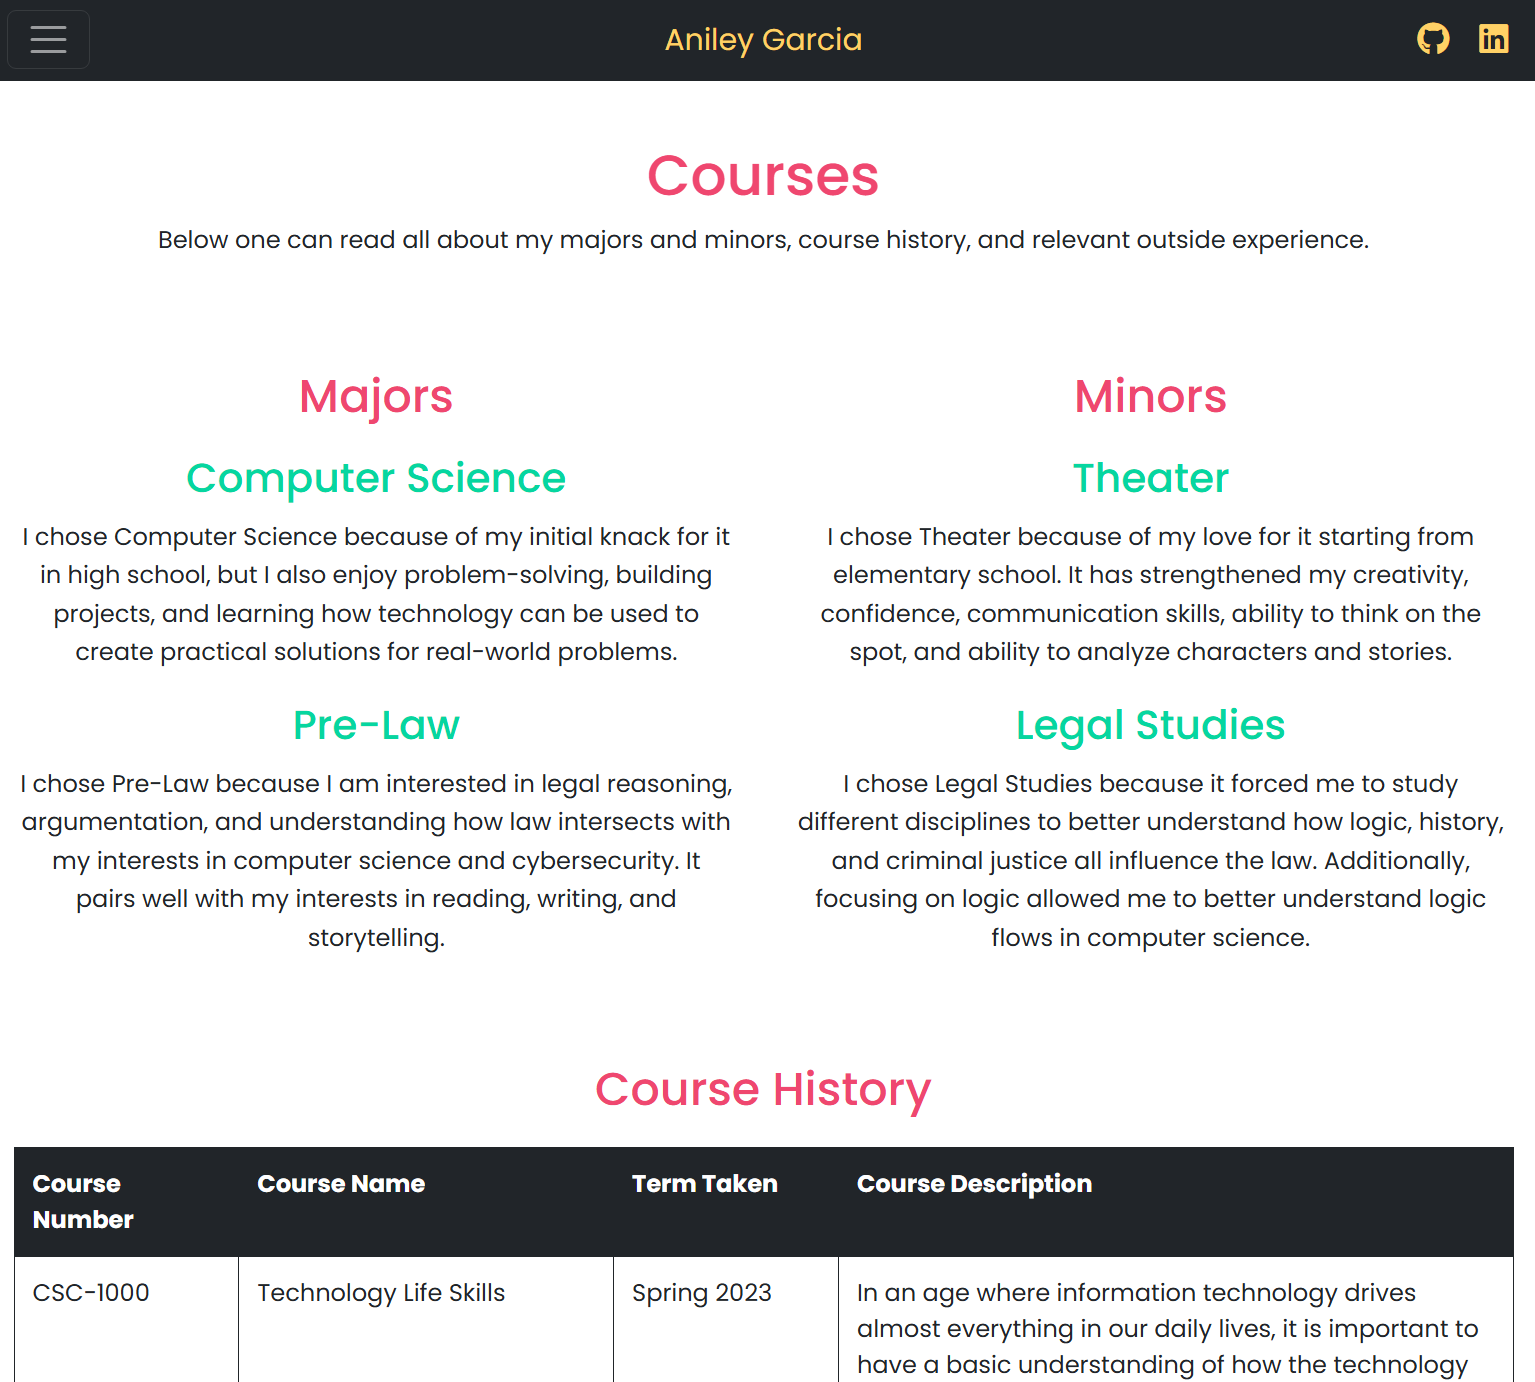 Aniley Garcia
in
Courses
Below one can read all about my majors and minors, course history, and relevant outside experience.
Majors
Computer Science
I chose Computer Science because of my initial knack for it
in high school, but I also enjoy problem-solving, building
projects, and learning how technology can be used to
create practical solutions for real-world problems.
Pre-Law
I chose Pre-Law because I am interested in legal reasoning,
argumentation, and understanding how law intersects with
my interests in computer science and cybersecurity. It
pairs well with my interests in reading, writing, and
storytelling.
Minors
Theater
I chose Theater because of my love for it starting from
elementary school. It has strengthened my creativity,
confidence, communication skills, ability to think on the
spot, and ability to analyze characters and stories.
Legal Studies
I chose Legal Studies because it forced me to study
different disciplines to better understand how logic, history,
and criminal justice all influence the law. Additionally,
focusing on logic allowed me to better understand logic
flows in computer science.
Course History
Course
Number
Course Name
Term Taken
Course Description
CSC-1000
Technology Life Skills
Spring 2023
In an age where information technology drives
almost everything in our daily lives, it is important to
have a basic understanding of how the technology